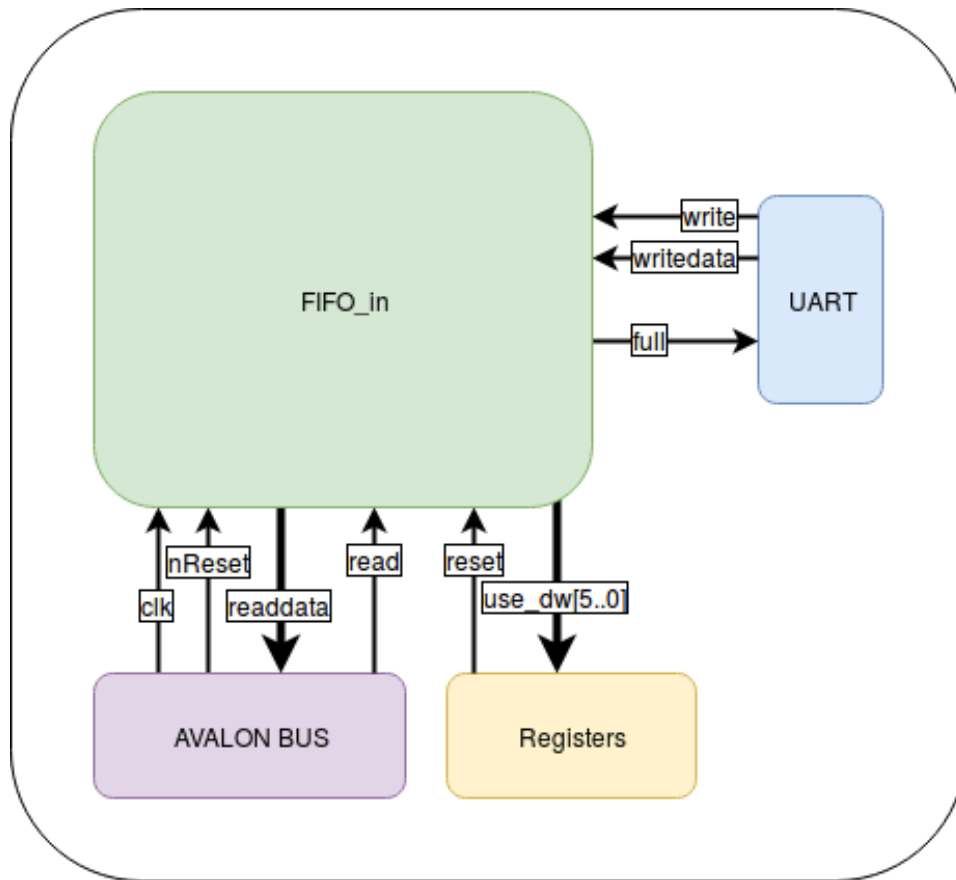 write
writedata
FIFO_in
UART
full
nReset
read
reset
clk
readdata
use_dw[5..0]
AVALON BUS
Registers